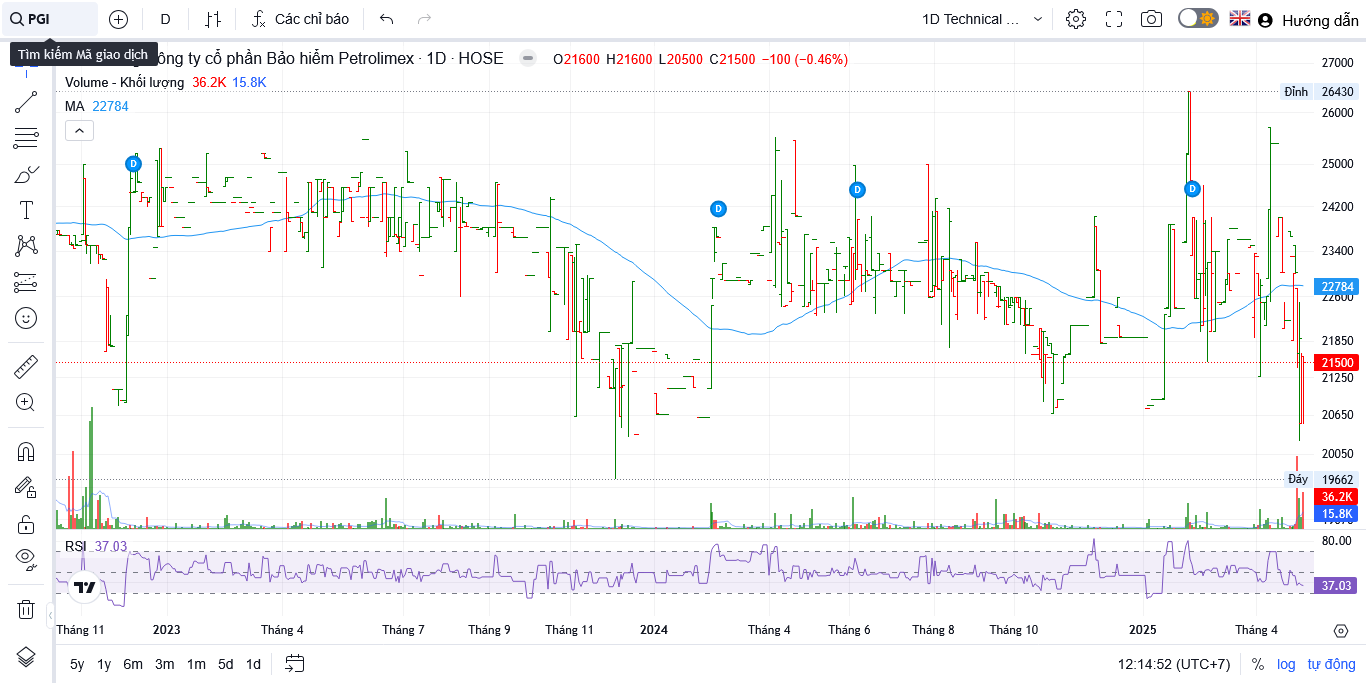 PGI
D
Các chỉ báo
1D Technical ...
Hướng dẫn
Tìm kiếm Mã giao dịch
ông ty cổ phần Bảo hiểm Petrolimex · 1D · HOSE
O21600 H21600 L20500 C21500 −100 (−0.46%)
Volume - Khối lượng 36.2K 15.8K
MA 22784
27000
Đỉnh 26430
26000
25000
24200
23400
22784
22600
21850
21500
21250
20650
20050
Đáy 19662
36.2K
15.8K
D
D
D
D
RSI 37.03
80.00
37.03
Tháng 11 2023 Tháng 4 Tháng 7 Tháng 9 Tháng 11 2024 Tháng 4 Tháng 6 Tháng 8 Tháng 10 2025 Tháng 4
5y 1y 6m 3m 1m 5d 1d
12:14:52 (UTC+7) % log tự động